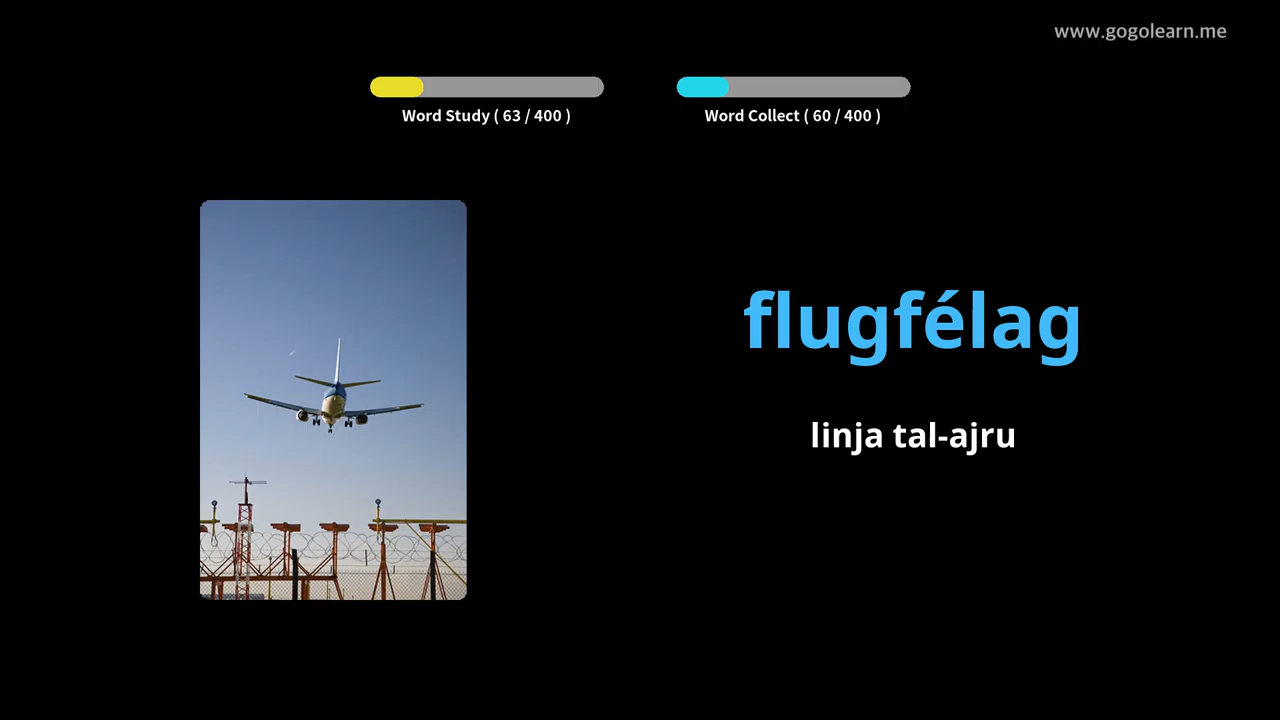 www.gogolearn.me
Word Study ( 63 / 400 )
Word Collect ( 60 / 400 )
flugfélag
linja tal-ajru